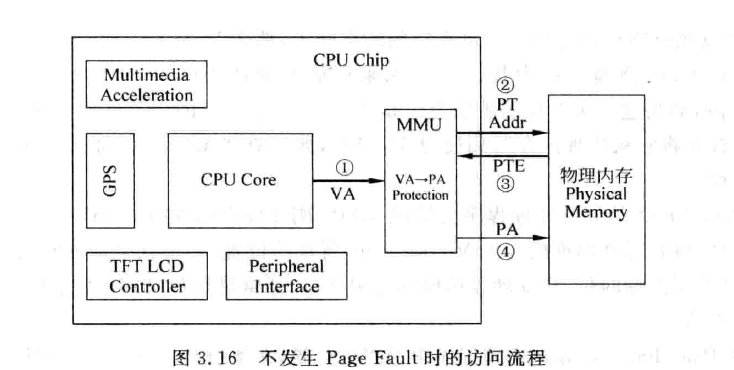 CPU Chip
Multimedia
Acceleration
GPS
CPU Core
①
VA
MMU
VA→PA
Protection
②
PT
Addr
PTE
③
PA
④
物理内存
Physical
Memory
TFT LCD
Controller
Peripheral
Interface
图 3.16 不发生 Page Fault 时的访问流程